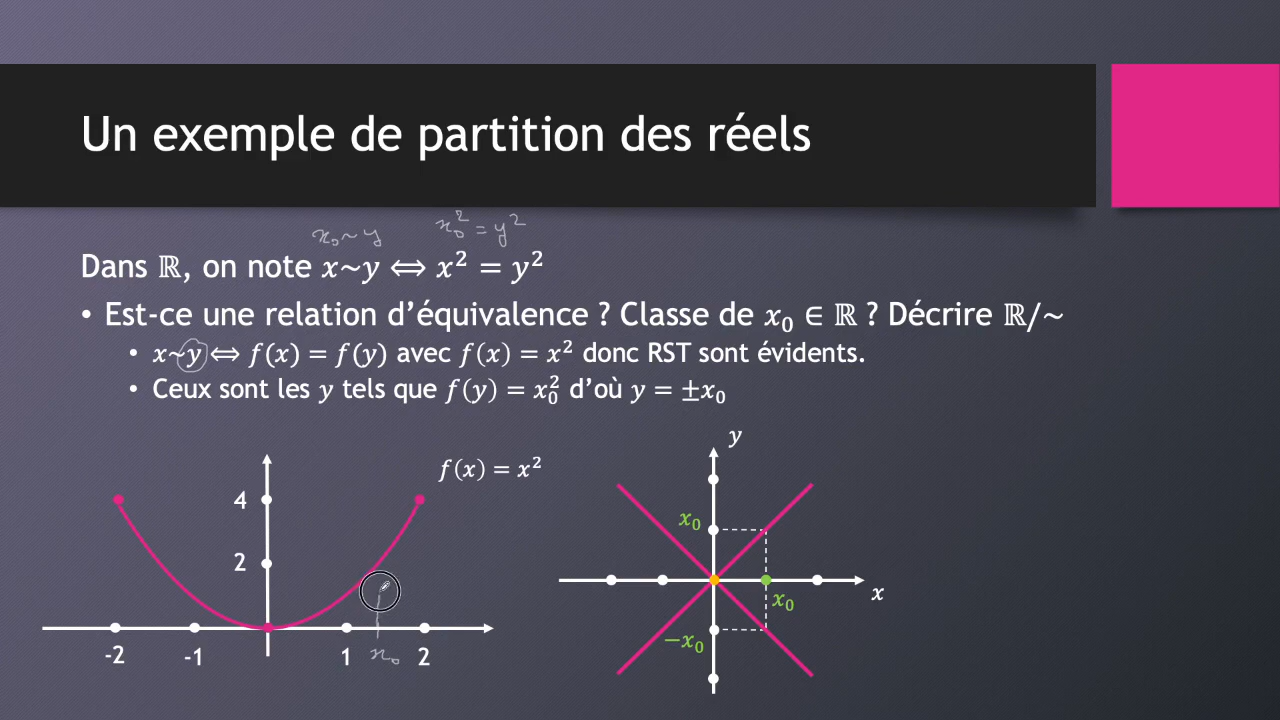 Un exemple de partition des réels
x₀ ~ y    x₀² = y²
Dans ℝ, on note x~y ⟺ x² = y²
• Est-ce une relation d’équivalence ? Classe de x₀ ∈ ℝ ? Décrire ℝ/~
• x~y ⟺ f(x) = f(y) avec f(x) = x² donc RST sont évidents.
• Ceux sont les y tels que f(y) = x₀² d’où y = ±x₀
f(x) = x²
4
2
-2 -1 1 2
x₀
y
x₀
x₀
x
−x₀